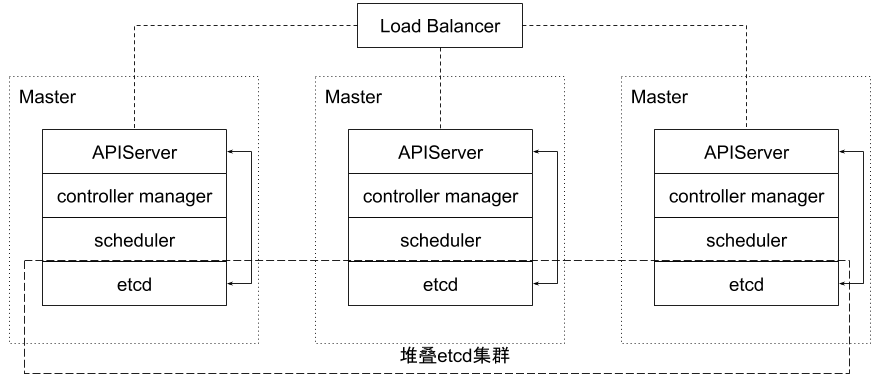 Load Balancer
Master
APIServer
controller manager
scheduler
etcd
Master
APIServer
controller manager
scheduler
etcd
Master
APIServer
controller manager
scheduler
etcd
堆叠etcd集群